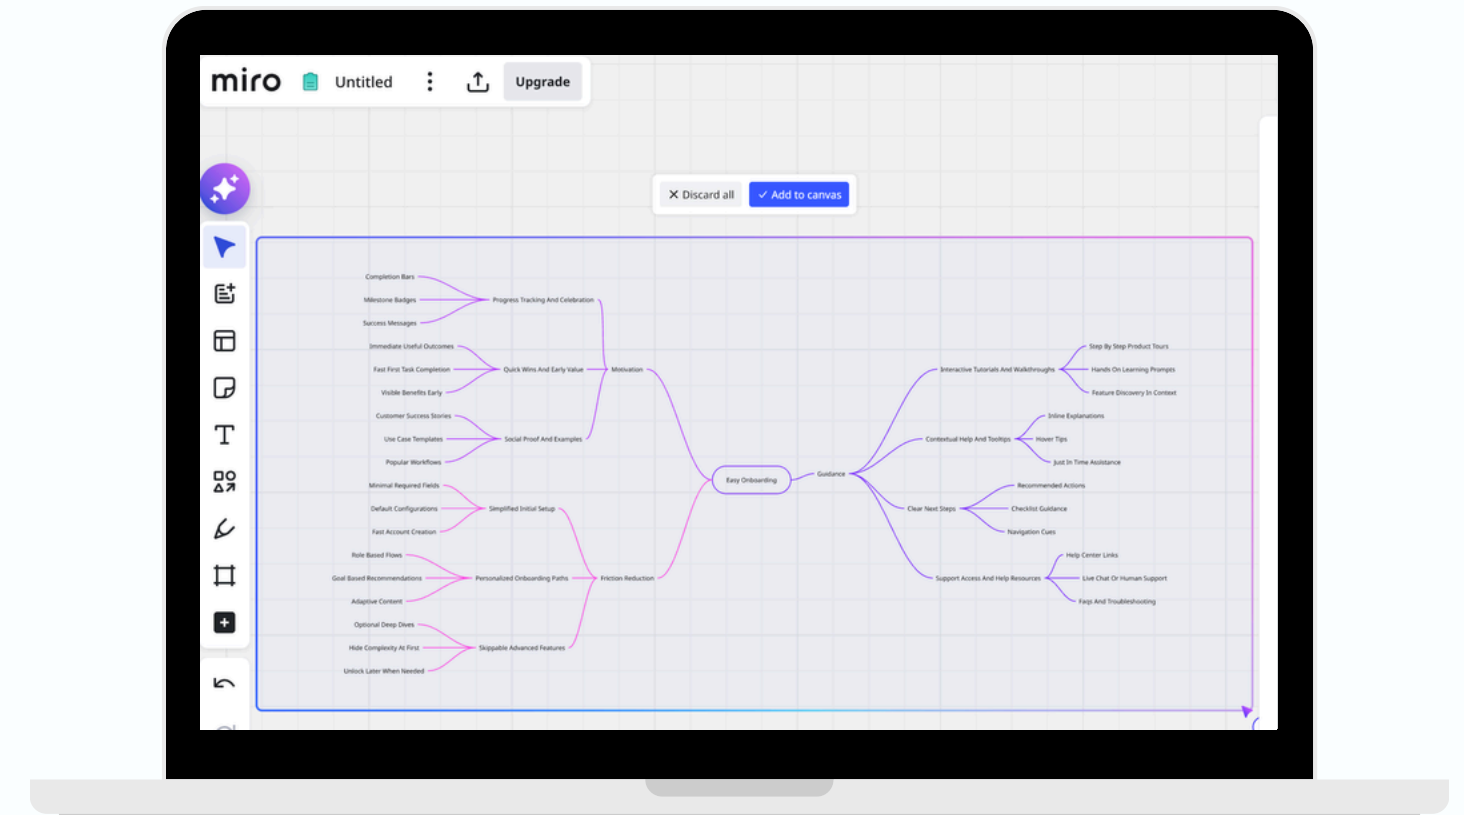 miro
Untitled
Upgrade
Discard all
Add to canvas
Completion Bars
Milestone Badges
Success Messages
Progress Tracking And Celebration
Immediate Useful Outcomes
Fast First Task Completion
Visible Benefits Early
Quick Wins And Early Value
Customer Success Stories
Use Case Templates
Popular Workflows
Social Proof And Examples
Motivation
Minimal Required Fields
Default Configurations
Fast Account Creation
Simplified Initial Setup
Role Based Flows
Goal Based Recommendations
Adaptive Content
Personalized Onboarding Paths
Optional Deep Dives
Hide Complexity At First
Unlock Later When Needed
Skippable Advanced Features
Friction Reduction
Easy Onboarding
Guidance
Interactive Tutorials And Walkthroughs
Step By Step Product Tours
Hands On Learning Prompts
Feature Discovery In Context
Contextual Help And Tooltips
Inline Explanations
Hover Tips
Just In Time Assistance
Clear Next Steps
Recommended Actions
Checklist Guidance
Navigation Cues
Support Access And Help Resources
Help Center Links
Live Chat Or Human Support
Faqs And Troubleshooting